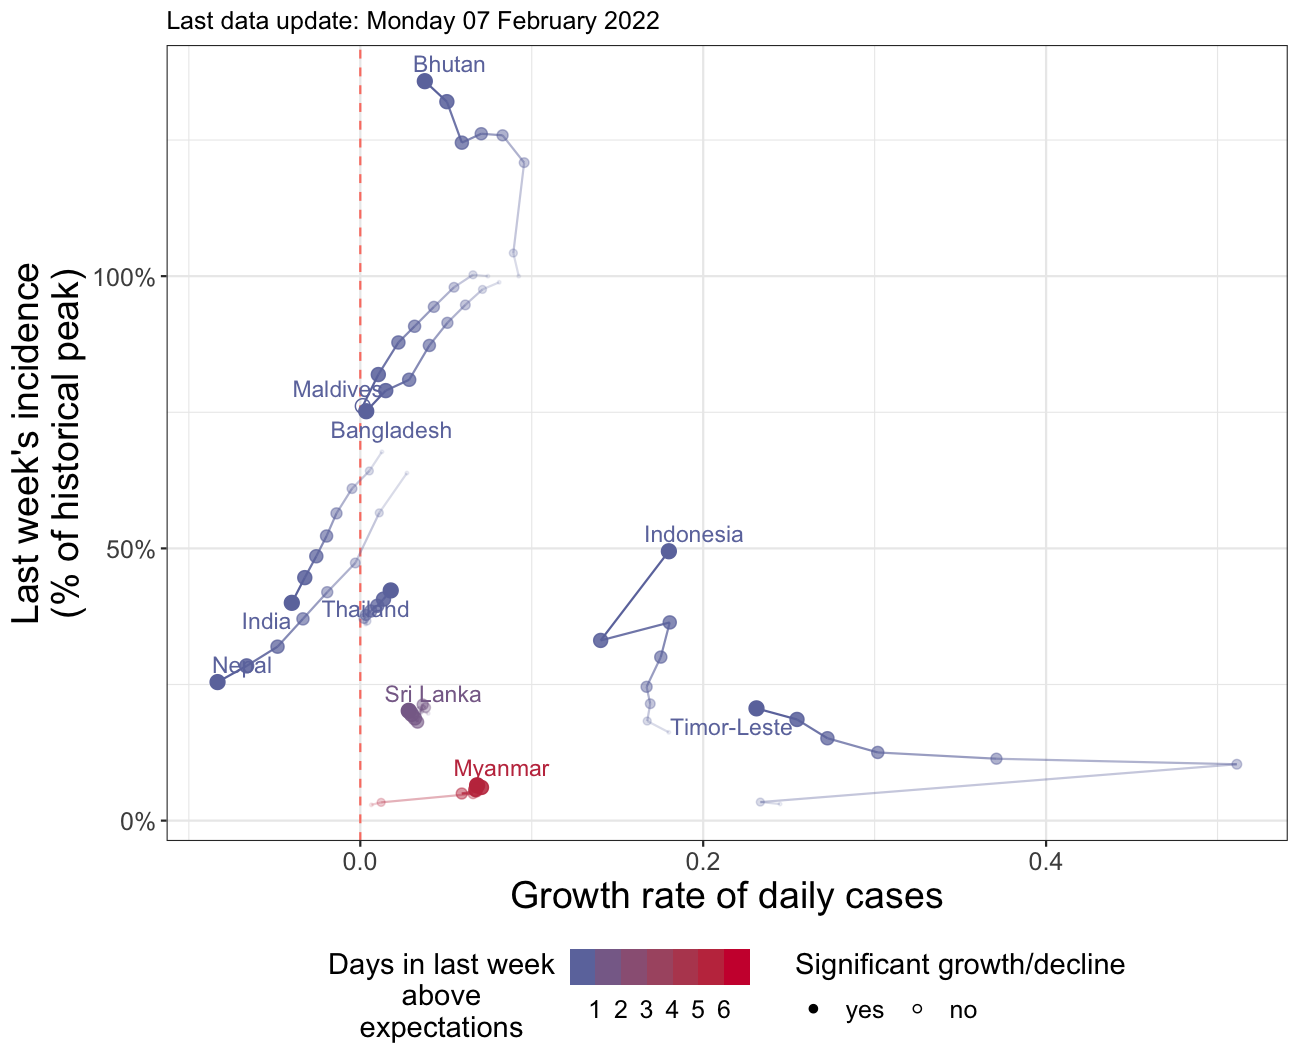 Last data update: Monday 07 February 2022
Bhutan
Last week's incidence
(% of historical peak)
100%
Maldives
Bangladesh
50%
Indonesia
Thailand
India
Nepal
Sri Lanka
Timor-Leste
Myanmar
0%
0.0 0.2 0.4
Growth rate of daily cases
Days in last week
above
expectations
1 2 3 4 5 6
Significant growth/decline
yes no